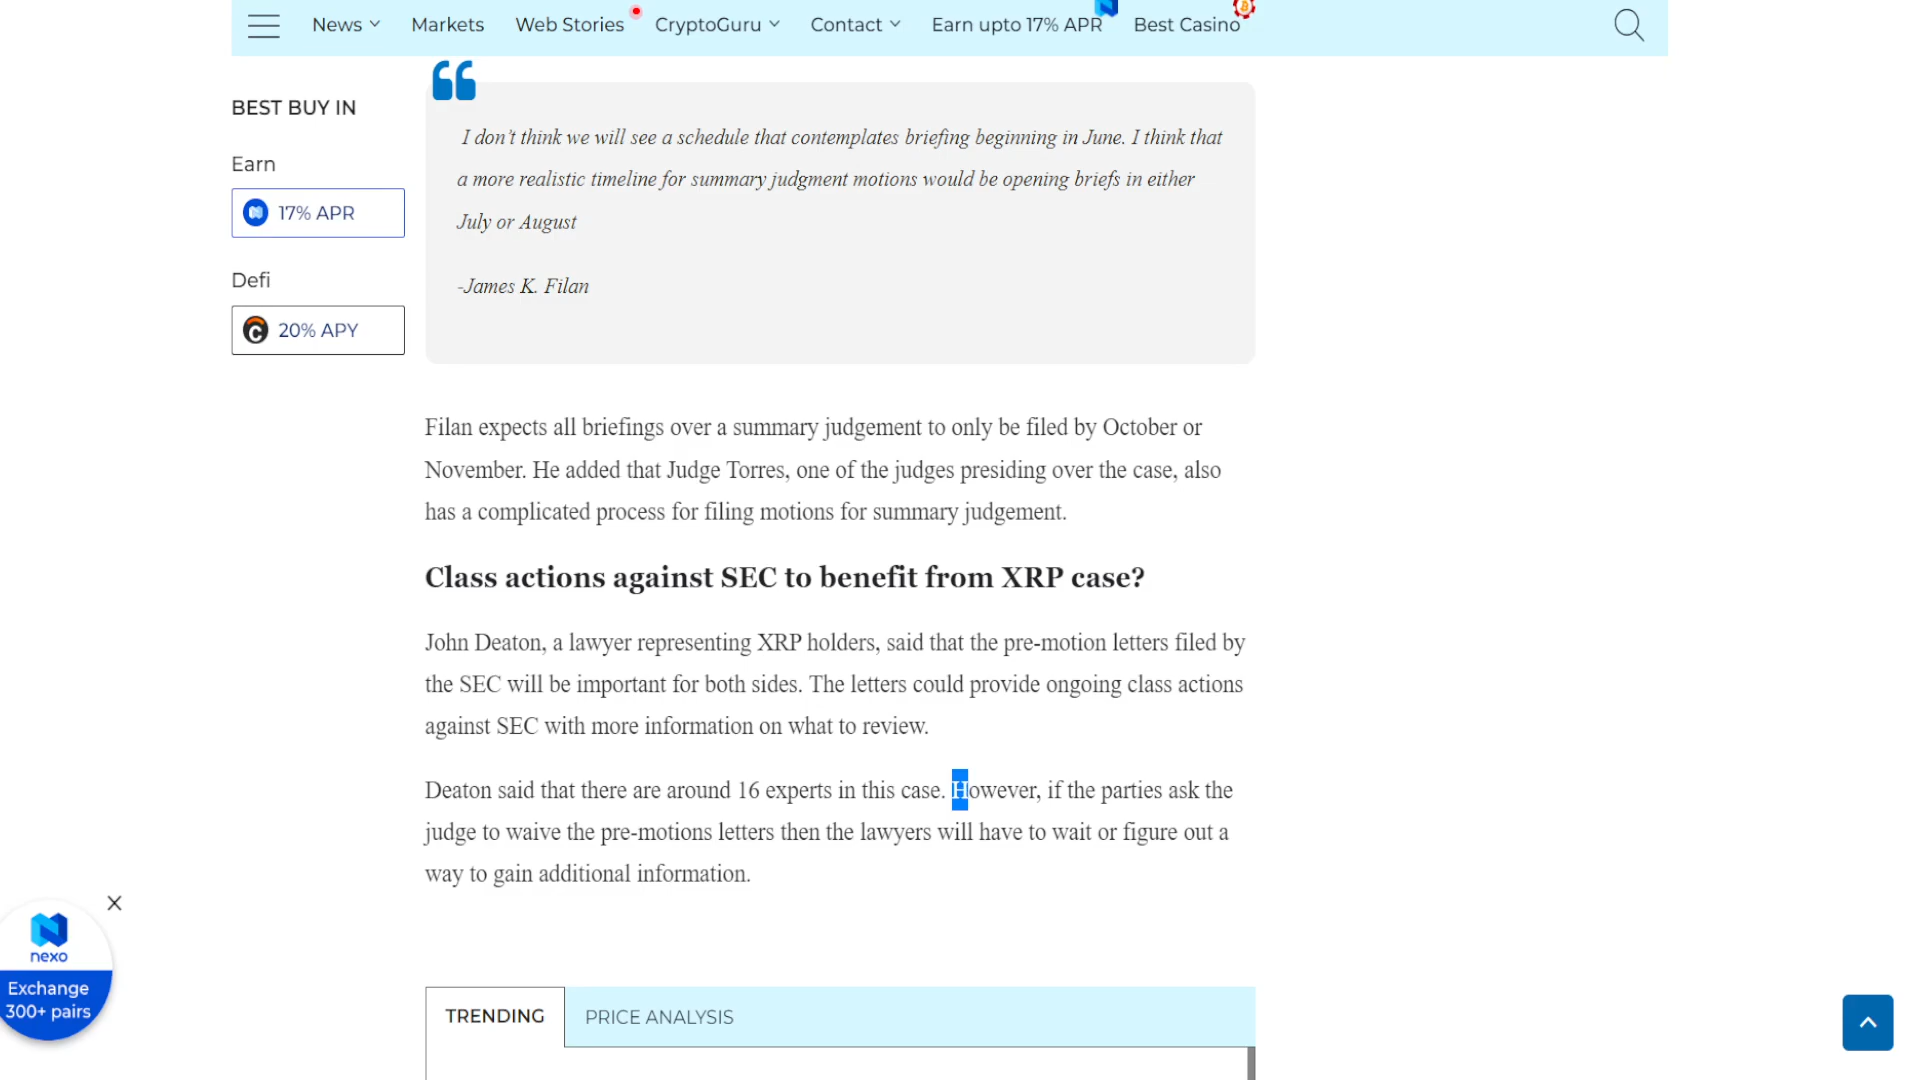 News
Markets
Web Stories
CryptoGuru
Contact
Earn upto 17% APR
Best Casino
BEST BUY IN
Earn
17% APR
Defi
20% APY
I don't think we will see a schedule that contemplates briefing beginning in June. I think that
a more realistic timeline for summary judgment motions would be opening briefs in either
July or August
-James K. Filan
Filan expects all briefings over a summary judgement to only be filed by October or
November. He added that Judge Torres, one of the judges presiding over the case, also
has a complicated process for filing motions for summary judgement.
Class actions against SEC to benefit from XRP case?
John Deaton, a lawyer representing XRP holders, said that the pre-motion letters filed by
the SEC will be important for both sides. The letters could provide ongoing class actions
against SEC with more information on what to review.
Deaton said that there are around 16 experts in this case. However, if the parties ask the
judge to waive the pre-motions letters then the lawyers will have to wait or figure out a
way to gain additional information.
nexo
Exchange
300+ pairs
TRENDING
PRICE ANALYSIS